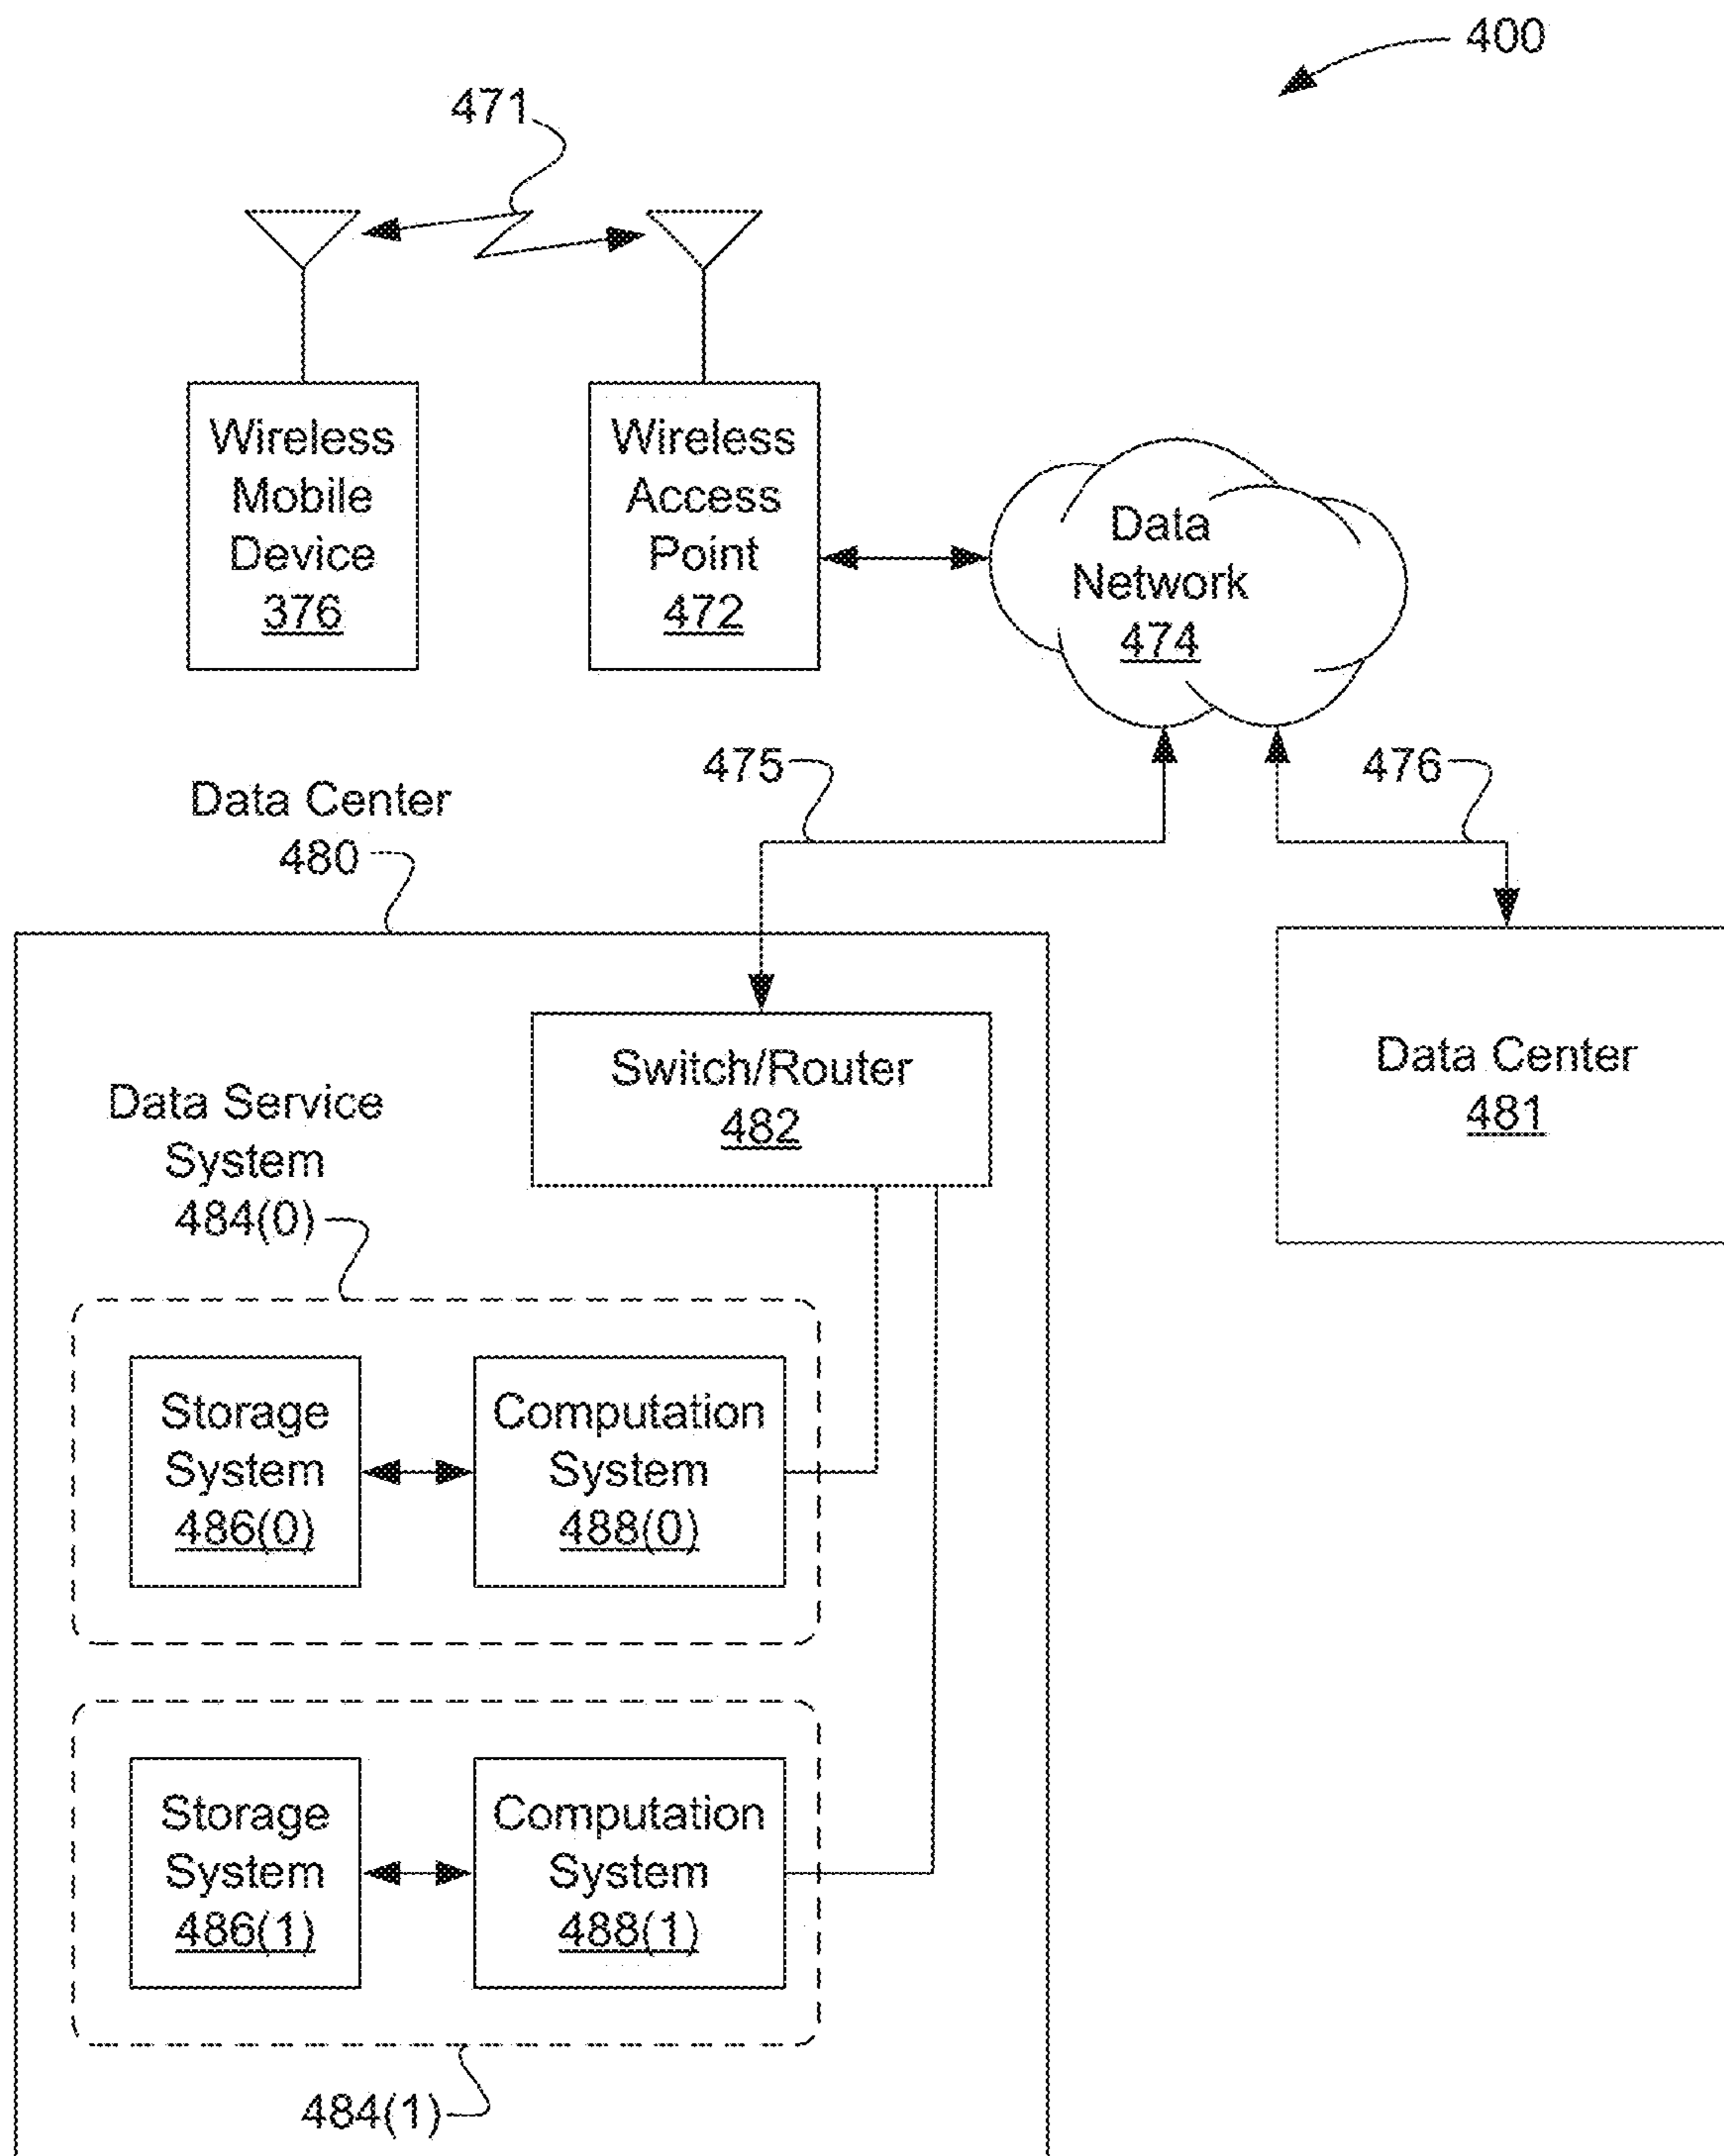 400
471
Wireless
Mobile
Device
376
Wireless
Access
Point
472
Data
Network
474
475
476
Data Center
480
Switch/Router
482
Data Center
481
Data Service
System
484(0)
Storage
System
486(0)
Computation
System
488(0)
Storage
System
486(1)
Computation
System
488(1)
484(1)